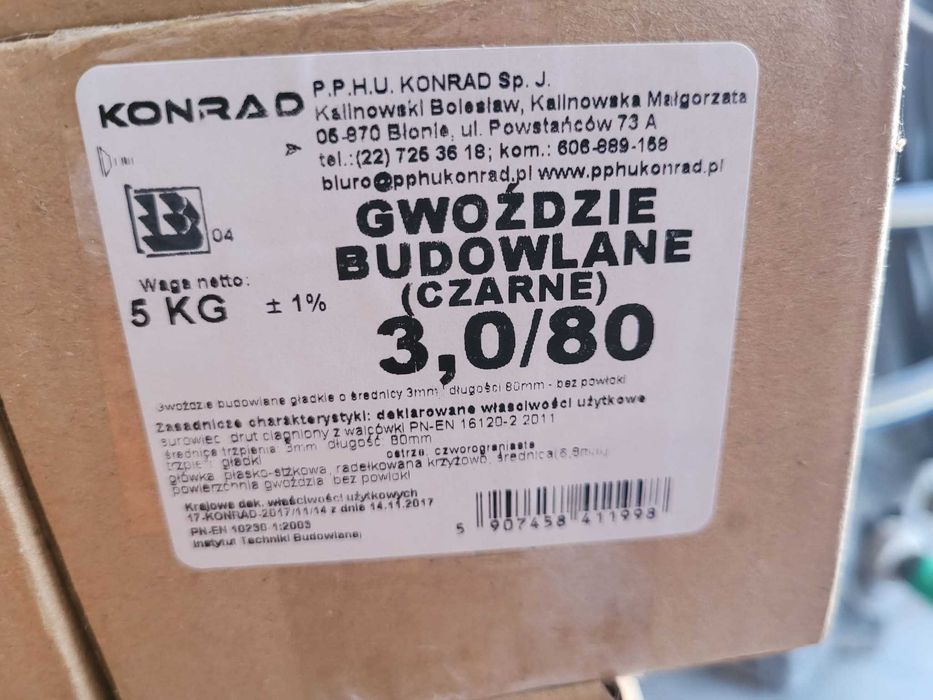 KONRAD
P.P.H.U. KONRAD Sp. J.
Kalinowski Bolesław, Kalinowska Małgorzata
05-870 Błonie, ul. Powstańców 73 A
tel.:(22) 725 36 18; kom.: 606-889-158
biuro@pphukonrad.pl www.pphukonrad.pl
B 04
Waga netto:
5 KG ± 1%
GWOŹDZIE
BUDOWLANE
(CZARNE)
3,0/80
Gwoździe budowlane gładkie o średnicy 3mm i długości 80mm - bez powłoki
Zasadnicze charakterystyki: deklarowane własciwości użytkowe
surowiec drut ciągniony z walcówki PN-EN 16120-2 2011
średnica trzpienia 3mm długość 80mm
trzpień gładki ostrze: czworograniaste
główka płasko-stżkowa, radełkowana krzyżowo, średnica
powierzchnia gwoździa bez powłoki
Krajowa dek. właściwości użytkowych
17-KONRAD-2017/11/14 z dnia 14.11.2017
PN-EN 10230-1:2003
Instytut Techniki Budowlanej
5 907458 411998